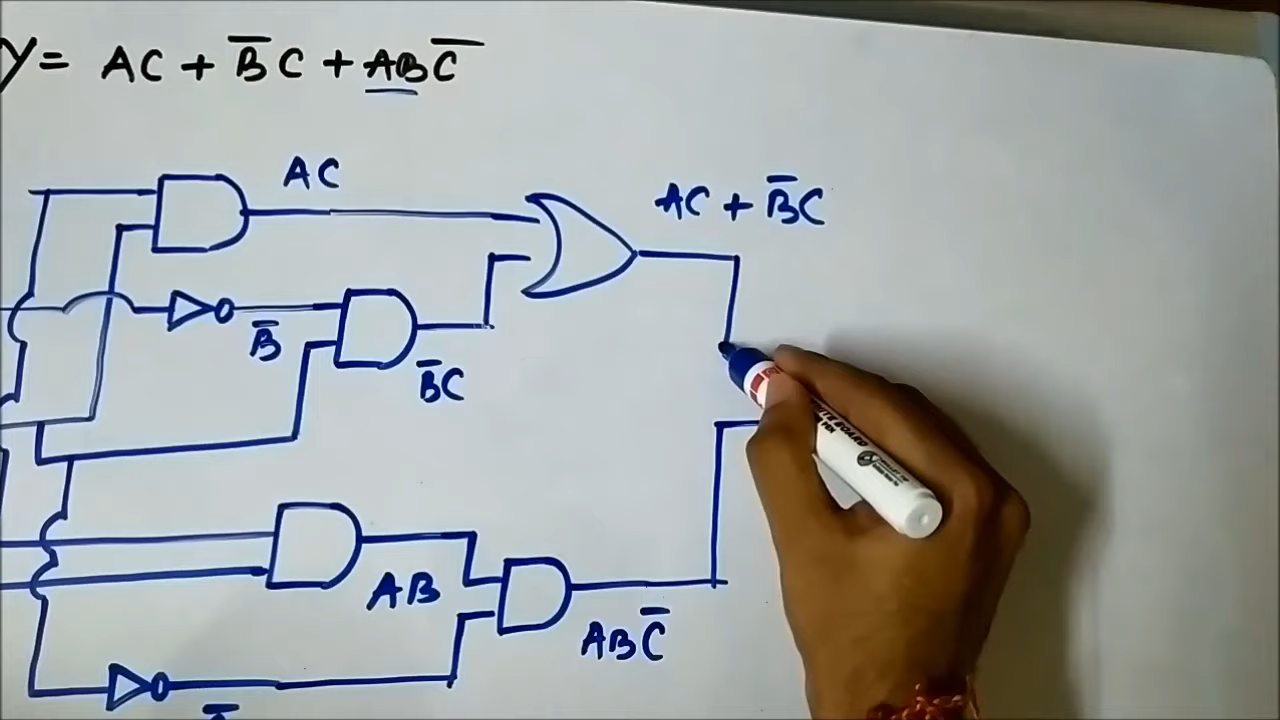 Y = AC + B̅C + ABC̅
AC
AC + B̅C
B̅
B̅C
AB
ABC̅